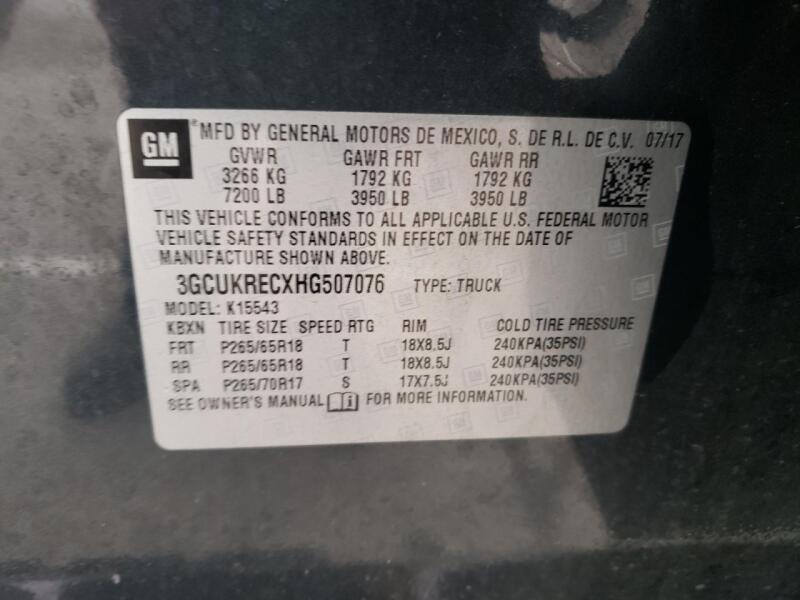 GM
®MFD BY GENERAL MOTORS DE MEXICO, S. DE R.L. DE C.V. 07/17
GVWR GAWR FRT GAWR RR
3266 KG 1792 KG 1792 KG
7200 LB 3950 LB 3950 LB
THIS VEHICLE CONFORMS TO ALL APPLICABLE U.S. FEDERAL MOTOR
VEHICLE SAFETY STANDARDS IN EFFECT ON THE DATE OF
MANUFACTURE SHOWN ABOVE.
3GCUKRECXHG507076 TYPE: TRUCK
MODEL: K15543
KBXN TIRE SIZE SPEED RTG RIM COLD TIRE PRESSURE
FRT P265/65R18 T 18X8.5J 240KPA(35PSI)
RR P265/65R18 T 18X8.5J 240KPA(35PSI)
SPA P265/70R17 S 17X7.5J 240KPA(35PSI)
SEE OWNER'S MANUAL FOR MORE INFORMATION.